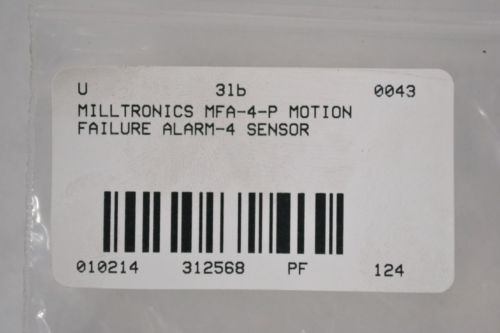 U 31b 0043
MILLTRONICS MFA-4-P MOTION
FAILURE ALARM-4 SENSOR
010214 312568 PF 124